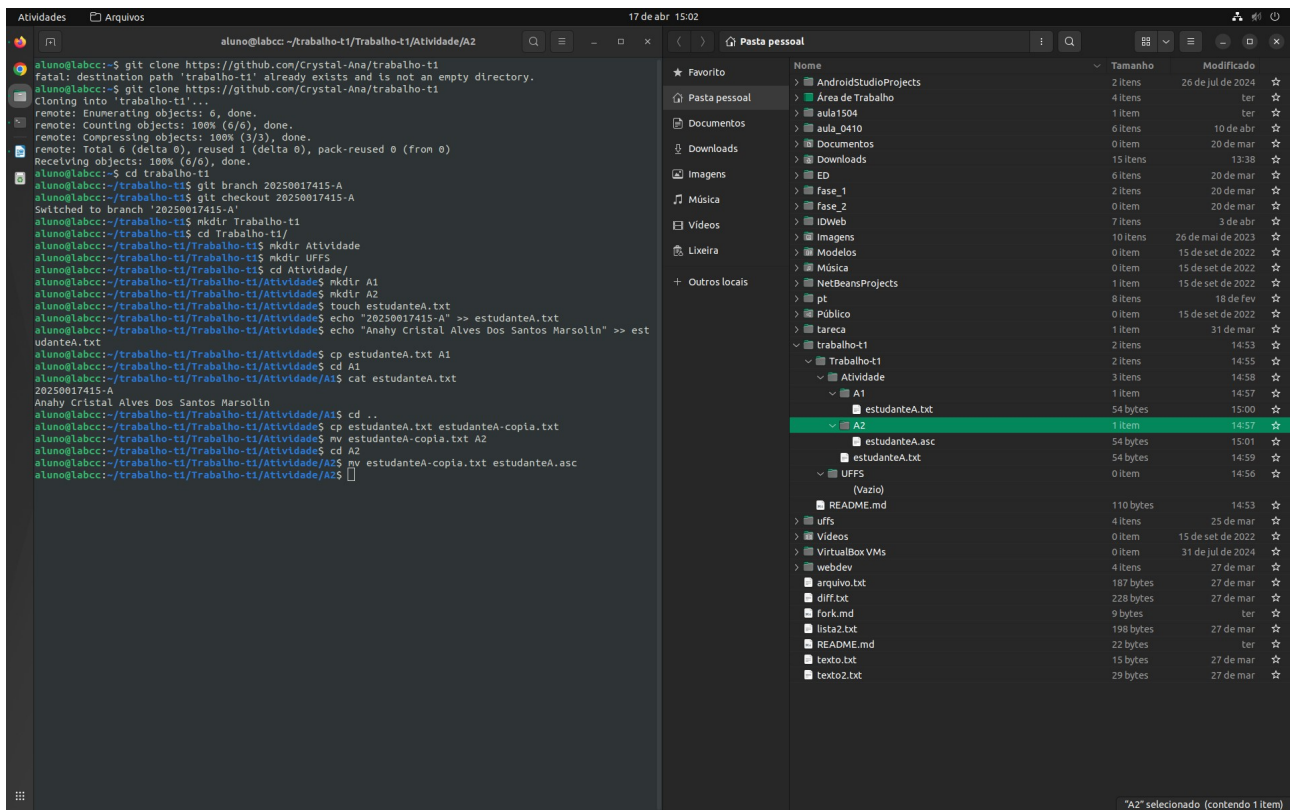 Atividades
Arquivos
17 de abr 15:02
aluno@labcc: ~/trabalho-t1/Trabalho-t1/Atividade/A2
aluno@labcc:~$ git clone https://github.com/Crystal-Ana/trabalho-t1
fatal: destination path 'trabalho-t1' already exists and is not an empty directory.
aluno@labcc:~$ git clone https://github.com/Crystal-Ana/trabalho-t1
Cloning into 'trabalho-t1'...
remote: Enumerating objects: 6, done.
remote: Counting objects: 100% (6/6), done.
remote: Compressing objects: 100% (3/3), done.
remote: Total 6 (delta 0), reused 1 (delta 0), pack-reused 0 (from 0)
Receiving objects: 100% (6/6), done.
aluno@labcc:~$ cd trabalho-t1
aluno@labcc:~/trabalho-t1$ git branch 20250017415-A
aluno@labcc:~/trabalho-t1$ git checkout 20250017415-A
Switched to branch '20250017415-A'
aluno@labcc:~/trabalho-t1$ mkdir Trabalho-t1
aluno@labcc:~/trabalho-t1$ cd Trabalho-t1/
aluno@labcc:~/trabalho-t1/Trabalho-t1$ mkdir Atividade
aluno@labcc:~/trabalho-t1/Trabalho-t1$ mkdir UFFS
aluno@labcc:~/trabalho-t1/Trabalho-t1$ cd Atividade/
aluno@labcc:~/trabalho-t1/Trabalho-t1/Atividade$ mkdir A1
aluno@labcc:~/trabalho-t1/Trabalho-t1/Atividade$ mkdir A2
aluno@labcc:~/trabalho-t1/Trabalho-t1/Atividade$ touch estudanteA.txt
aluno@labcc:~/trabalho-t1/Trabalho-t1/Atividade$ echo "20250017415-A" >> estudanteA.txt
aluno@labcc:~/trabalho-t1/Trabalho-t1/Atividade$ echo "Anahy Cristal Alves Dos Santos Marsolin" >> est
udanteA.txt
aluno@labcc:~/trabalho-t1/Trabalho-t1/Atividade$ cp estudanteA.txt A1
aluno@labcc:~/trabalho-t1/Trabalho-t1/Atividade$ cd A1
aluno@labcc:~/trabalho-t1/Trabalho-t1/Atividade/A1$ cat estudanteA.txt
20250017415-A
Anahy Cristal Alves Dos Santos Marsolin
aluno@labcc:~/trabalho-t1/Trabalho-t1/Atividade/A1$ cd ..
aluno@labcc:~/trabalho-t1/Trabalho-t1/Atividade$ cp estudanteA.txt estudanteA-copia.txt
aluno@labcc:~/trabalho-t1/Trabalho-t1/Atividade$ mv estudanteA-copia.txt A2
aluno@labcc:~/trabalho-t1/Trabalho-t1/Atividade$ cd A2
aluno@labcc:~/trabalho-t1/Trabalho-t1/Atividade/A2$ mv estudanteA-copia.txt estudanteA.asc
aluno@labcc:~/trabalho-t1/Trabalho-t1/Atividade/A2$
Pasta pessoal
Favorito
Pasta pessoal
Documentos
Downloads
Imagens
Música
Vídeos
Lixeira
+ Outros locais
Nome Tamanho Modificado
AndroidStudioProjects 2 itens 26 de jul de 2024
Área de Trabalho 4 itens ter
aula1504 1 item ter
aula_0410 6 itens 10 de abr
Documentos 0 item 20 de mar
Downloads 15 itens 13:38
ED 6 itens 20 de mar
fase_1 2 itens 20 de mar
fase_2 0 item 20 de mar
IDWeb 7 itens 3 de abr
Imagens 10 itens 26 de mai de 2023
Modelos 0 item 15 de set de 2022
Música 0 item 15 de set de 2022
NetBeansProjects 1 item 15 de set de 2022
pt 8 itens 18 de fev
Público 0 item 15 de set de 2022
tareca 1 item 31 de mar
trabalho-t1 2 itens 14:53
Trabalho-t1 2 itens 14:55
Atividade 3 itens 14:58
A1 1 item 14:57
estudanteA.txt 54 bytes 15:00
A2 1 item 14:57
estudanteA.asc 54 bytes 15:01
estudanteA.txt 54 bytes 14:59
UFFS 0 item 14:56
(Vazio)
README.md 110 bytes 14:53
uffs 4 itens 25 de mar
Vídeos 0 item 15 de set de 2022
VirtualBox VMs 0 item 31 de jul de 2024
webdev 4 itens 27 de mar
arquivo.txt 187 bytes 27 de mar
diff.txt 228 bytes 27 de mar
fork.md 9 bytes ter
lista2.txt 198 bytes 27 de mar
README.md 22 bytes ter
texto.txt 15 bytes 27 de mar
texto2.txt 29 bytes 27 de mar
"A2" selecionado (contendo 1 item)